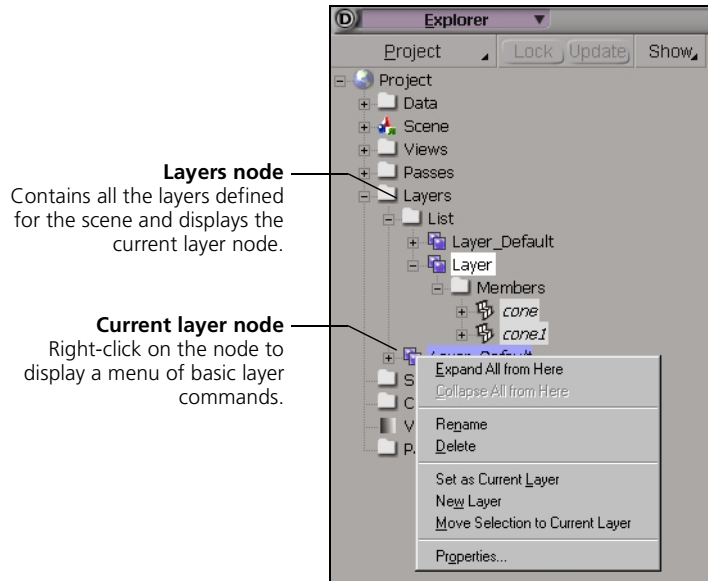 D Explorer
Project Lock Update Show
Project
Data
Scene
Views
Passes
Layers
List
Layer_Default
Layer
Members
cone
cone1
Layer_Default
S
C
V
P
Layers node
Contains all the layers defined
for the scene and displays the
current layer node.
Current layer node
Right-click on the node to
display a menu of basic layer
commands.
Expand All from Here
Collapse All from Here
Rename
Delete
Set as Current Layer
New Layer
Move Selection to Current Layer
Properties...